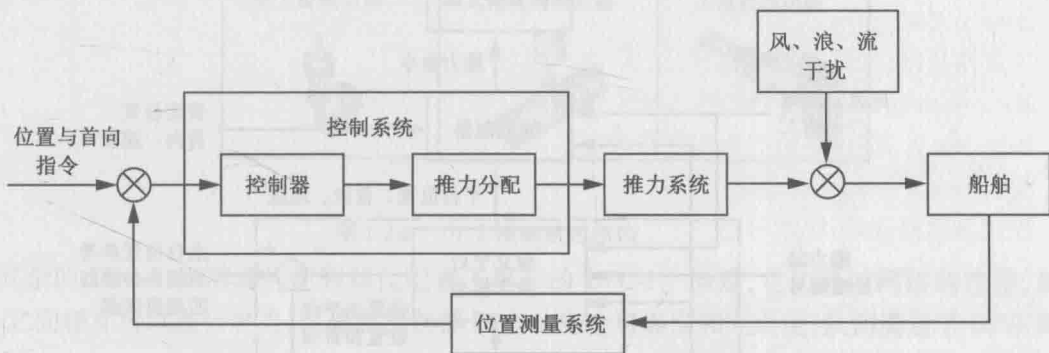 风、浪、流
干扰
控制系统
位置与首向
指令
控制器
推力分配
推力系统
船舶
位置测量系统